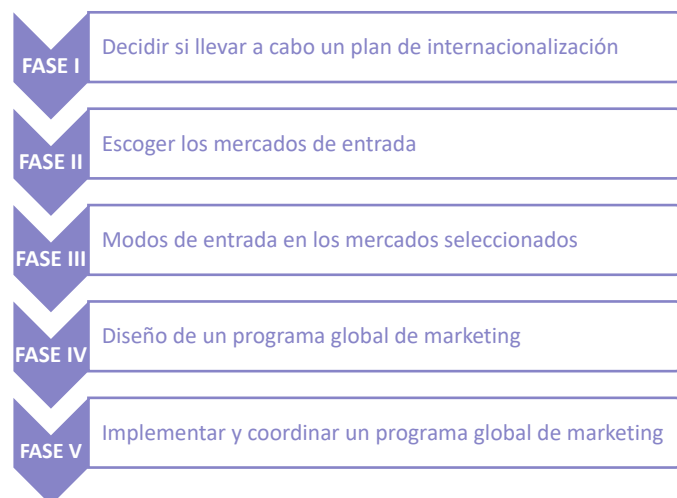 FASE I
Decidir si llevar a cabo un plan de internacionalización
FASE II
Escoger los mercados de entrada
FASE III
Modos de entrada en los mercados seleccionados
FASE IV
Diseño de un programa global de marketing
FASE V
Implementar y coordinar un programa global de marketing